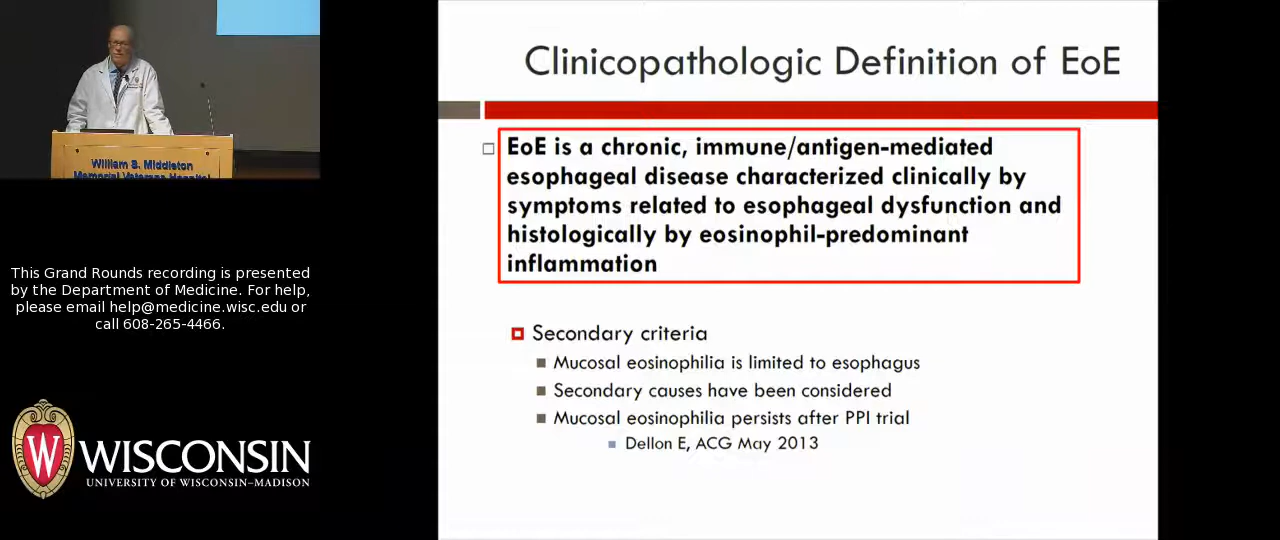 Clinicopathologic Definition of EoE
EoE is a chronic, immune/antigen-mediated
esophageal disease characterized clinically by
symptoms related to esophageal dysfunction and
histologically by eosinophil-predominant
inflammation
Secondary criteria
Mucosal eosinophilia is limited to esophagus
Secondary causes have been considered
Mucosal eosinophilia persists after PPI trial
Dellon E, ACG May 2013
William S. Middleton
Memorial Veterans Hospital
This Grand Rounds recording is presented
by the Department of Medicine. For help,
please email help@medicine.wisc.edu or
call 608-265-4466.
W
WISCONSIN
UNIVERSITY OF WISCONSIN–MADISON